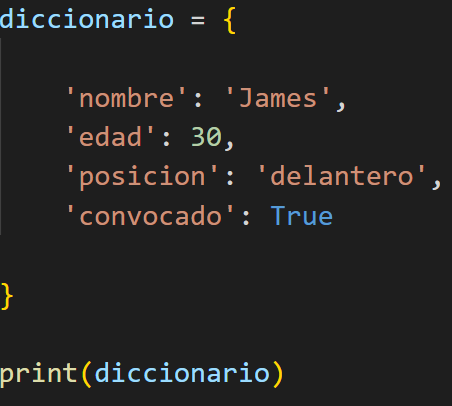 diccionario = {
    'nombre': 'James',
    'edad': 30,
    'posicion': 'delantero',
    'convocado': True
}
print(diccionario)